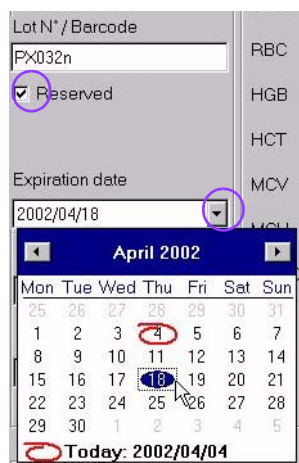 Lot N°/ Barcode
PX032n
Reserved
Expiration date
2002/04/18
RBC
HGB
HCT
MCV
MCH
April 2002
Mon Tue Wed Thu Fri Sat Sun
25 26 27 28 29 30 31
1 2 3 4 5 6 7
8 9 10 11 12 13 14
15 16 17 18 19 20 21
22 23 24 25 26 27 28
29 30 1 2 3 4 5
Today: 2002/04/04